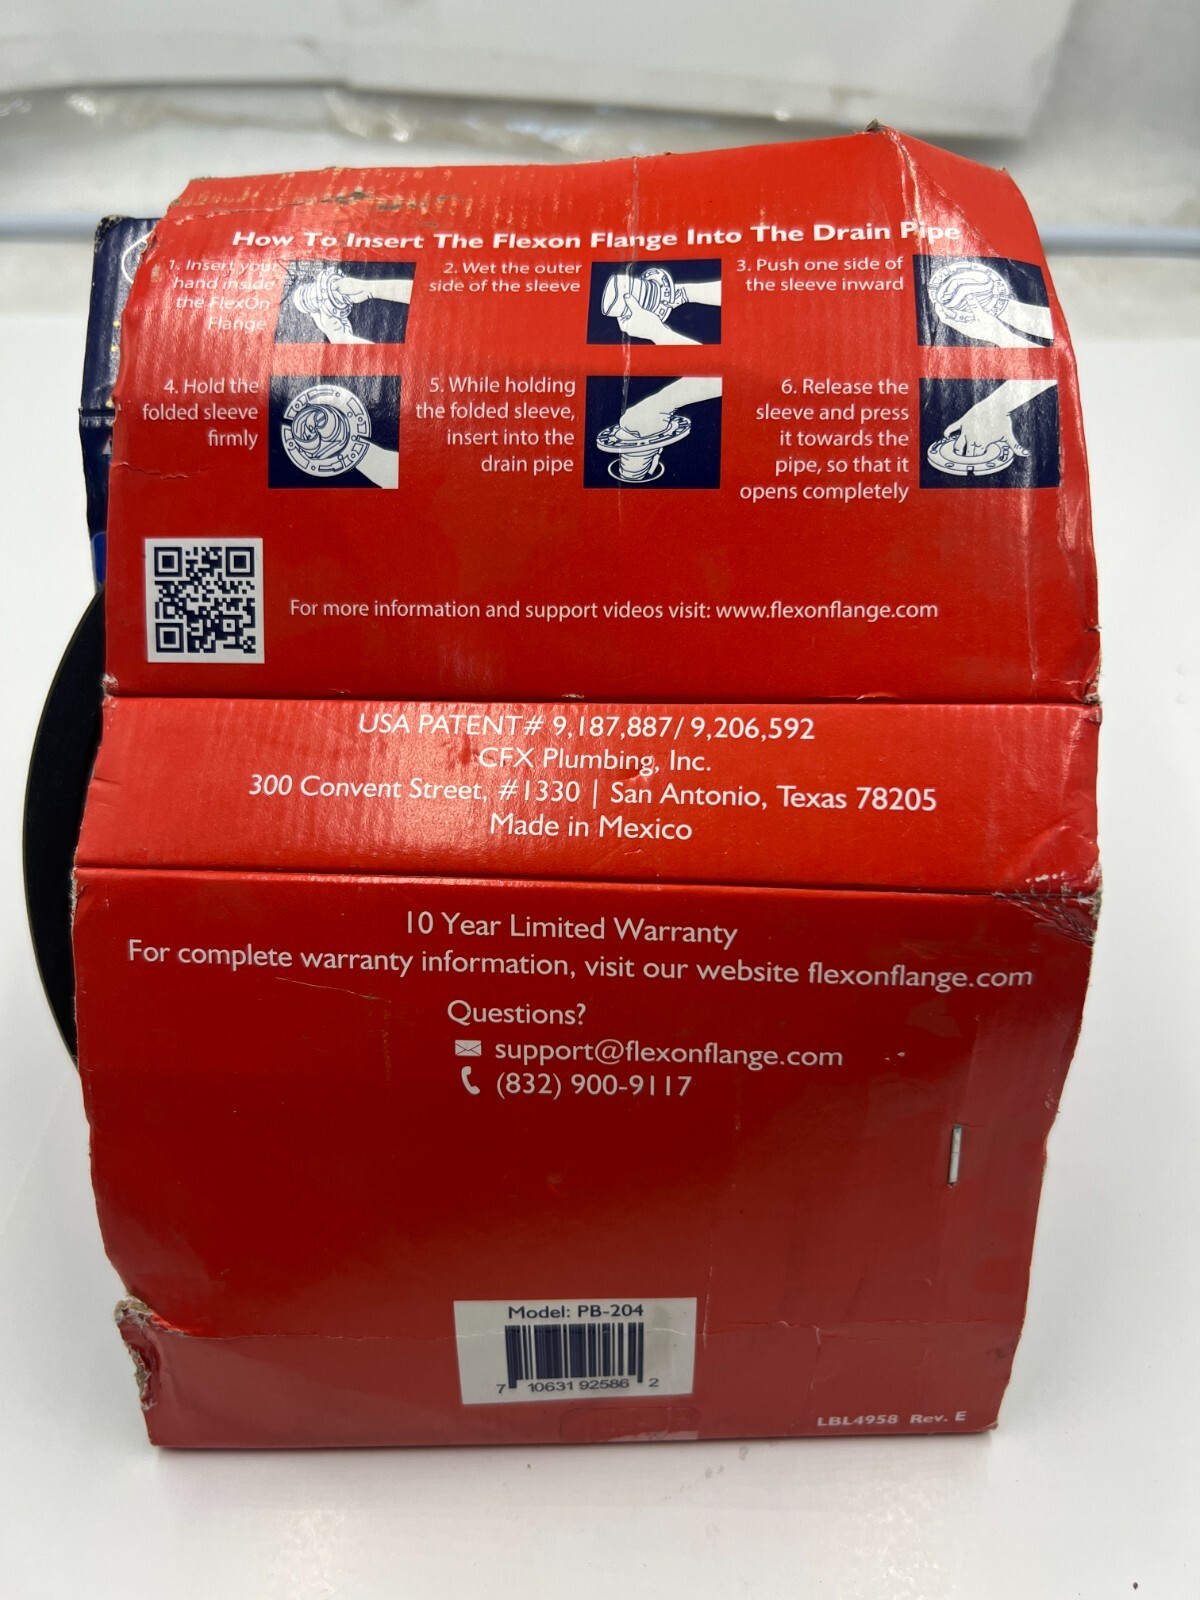 How To Insert The Flexon Flange Into The Drain Pipe
1. Insert your
hand inside
the FlexOn
Flange
2. Wet the outer
side of the sleeve
3. Push one side of
the sleeve inward
4. Hold the
folded sleeve
firmly
5. While holding
the folded sleeve,
insert into the
drain pipe
6. Release the
sleeve and press
it towards the
pipe, so that it
opens completely
For more information and support videos visit: www.flexonflange.com
USA PATENT# 9,187,887/ 9,206,592
CFX Plumbing, Inc.
300 Convent Street, #1330 | San Antonio, Texas 78205
Made in Mexico
10 Year Limited Warranty
For complete warranty information, visit our website flexonflange.com
Questions?
support@flexonflange.com
(832) 900-9117
Model: PB-204
7 10631 92586 2
LBL4958 Rev. E